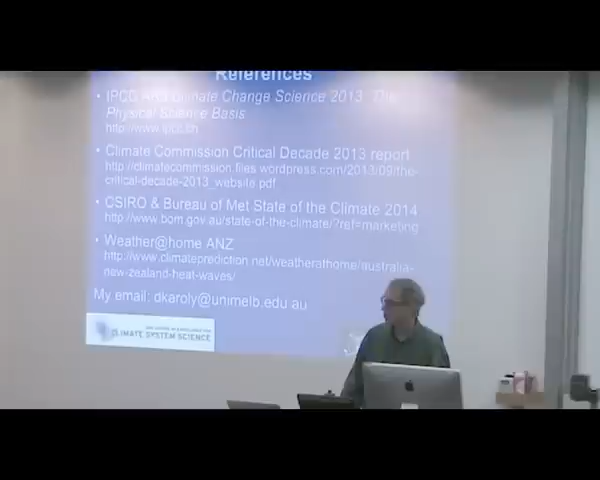 References
• IPCC Climate Change Science 2013: The
Physical Science Basis
http://www.ipcc.ch
• Climate Commission Critical Decade 2013 report
http://climatecommission.files.wordpress.com/2013/09/the-
critical-decade-2013_website.pdf
• CSIRO & Bureau of Met State of the Climate 2014
http://www.bom.gov.au/state-of-the-climate/?ref=marketing
• Weather@home ANZ
http://www.climateprediction.net/weatherathome/australia-
new-zealand-heat-waves/
My email: dkaroly@unimelb.edu.au
CLIMATE SYSTEM SCIENCE